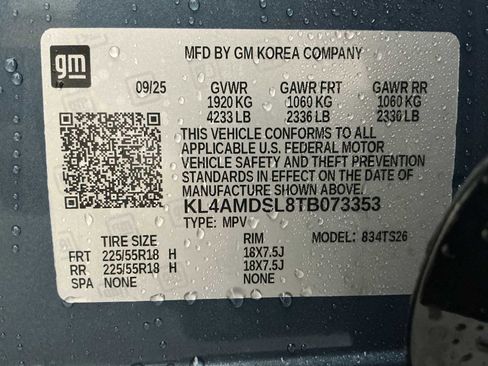 gm
MFD BY GM KOREA COMPANY
09/25 GVWR GAWR FRT GAWR RR
1920 KG 1060 KG 1060 KG
4233 LB 2336 LB 2336 LB
THIS VEHICLE CONFORMS TO ALL
APPLICABLE U.S. FEDERAL MOTOR
VEHICLE SAFETY AND THEFT PREVENTION
STANDARDS IN EFFECT ON THE DATE OF
MANUFACTURE SHOWN ABOVE.
KL4AMDSL8TB073353
TYPE: MPV
TIRE SIZE RIM MODEL: 834TS26
FRT 225/55R18 H 18X7.5J
RR 225/55R18 H 18X7.5J
SPA NONE NONE